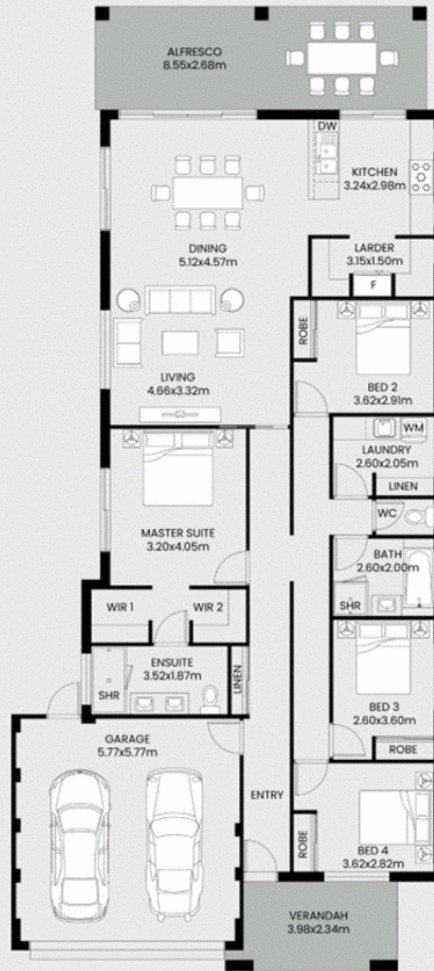 ALFRESCO
8.55x2.68m
DW
KITCHEN
3.24x2.98m
DINING
5.12x4.57m
LARDER
3.15x1.50m
F
ROBE
BED 2
3.62x2.91m
LIVING
4.66x3.32m
LAUNDRY
2.60x2.05m
WM
LINEN
WC
MASTER SUITE
3.20x4.05m
BATH
2.60x2.00m
SHR
WIR 1
WIR 2
ENSUITE
3.52x1.87m
SHR
LINEN
BED 3
2.60x3.60m
ROBE
GARAGE
5.77x5.77m
ENTRY
ROBE
BED 4
3.62x2.82m
VERANDAH
3.98x2.34m